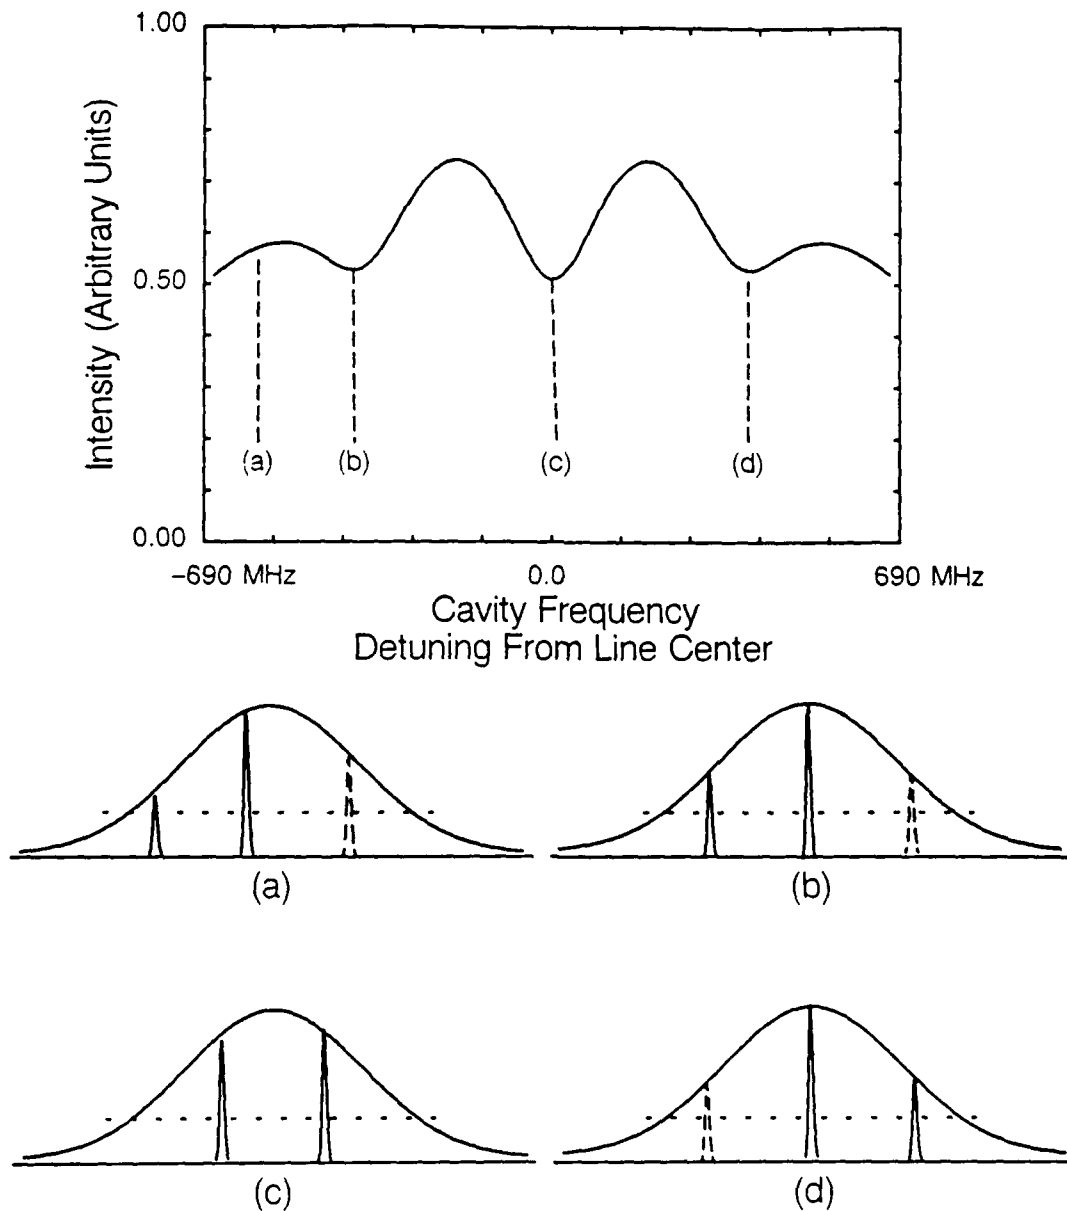 1.00
Intensity (Arbitrary Units)
0.50
(a)
(b)
(c)
(d)
0.00
-690 MHz
0.0
690 MHz
Cavity Frequency
Detuning From Line Center
(a)
(b)
(c)
(d)